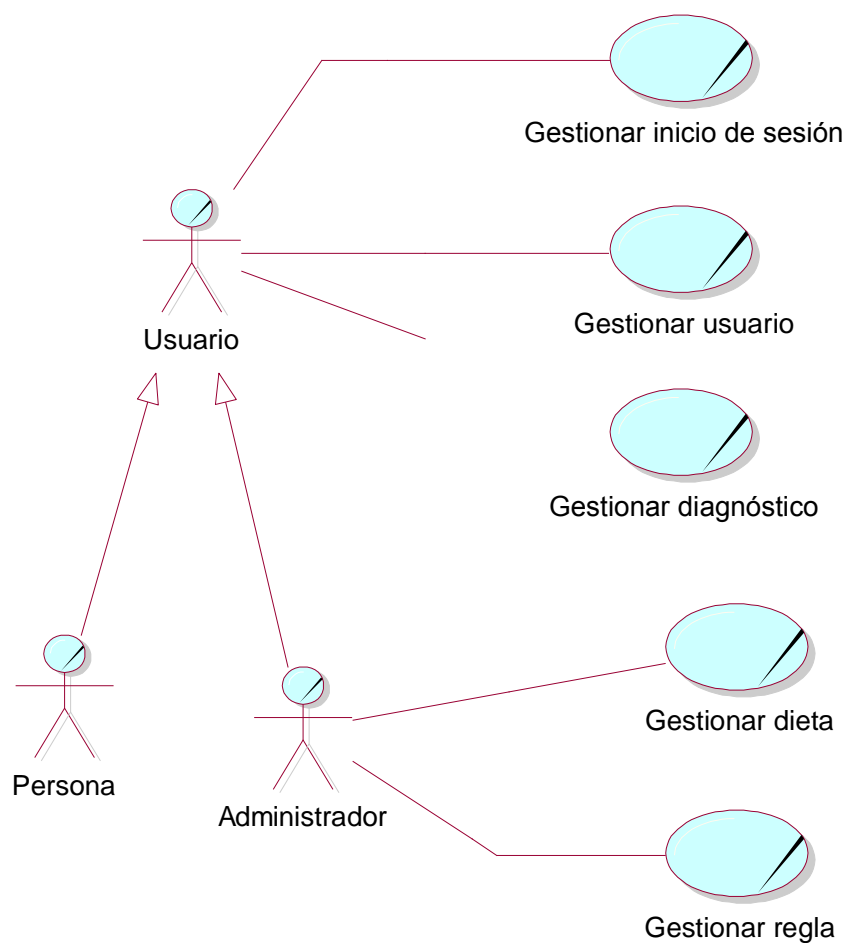 Gestionar inicio de sesión
Gestionar usuario
Usuario
Gestionar diagnóstico
Gestionar dieta
Persona
Administrador
Gestionar regla